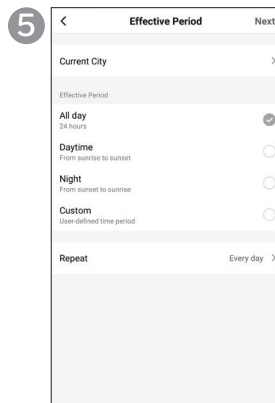 5
Effective Period
Next
Current City
Effective Period
All day
24 hours
Daytime
From sunrise to sunset
Night
From sunset to sunrise
Custom
User-defined time period
Repeat
Every day